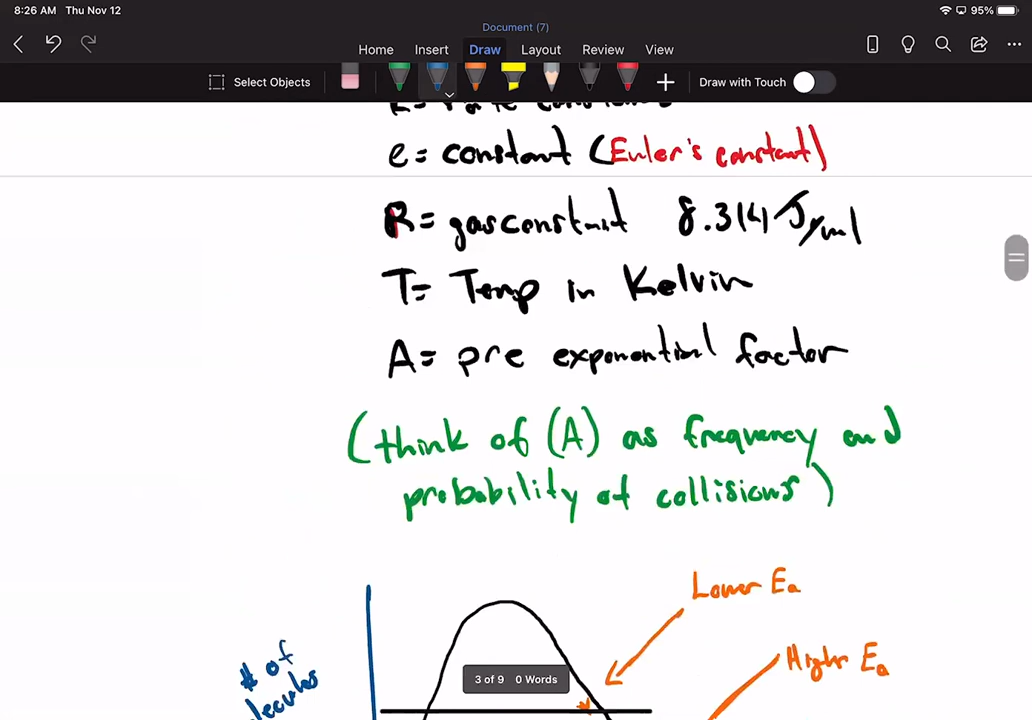 8:26 AM Thu Nov 12
95%
Document (7)
Home Insert Draw Layout Review View
Select Objects
Draw with Touch
k = rate constant
e = constant (Euler's constant)
R = gas constant 8.314 J/mol
T = Temp in Kelvin
A = pre exponential factor
(think of (A) as frequency and
probability of collisions)
Lower Ea
# of
Higher Ea
3 of 9 0 Words